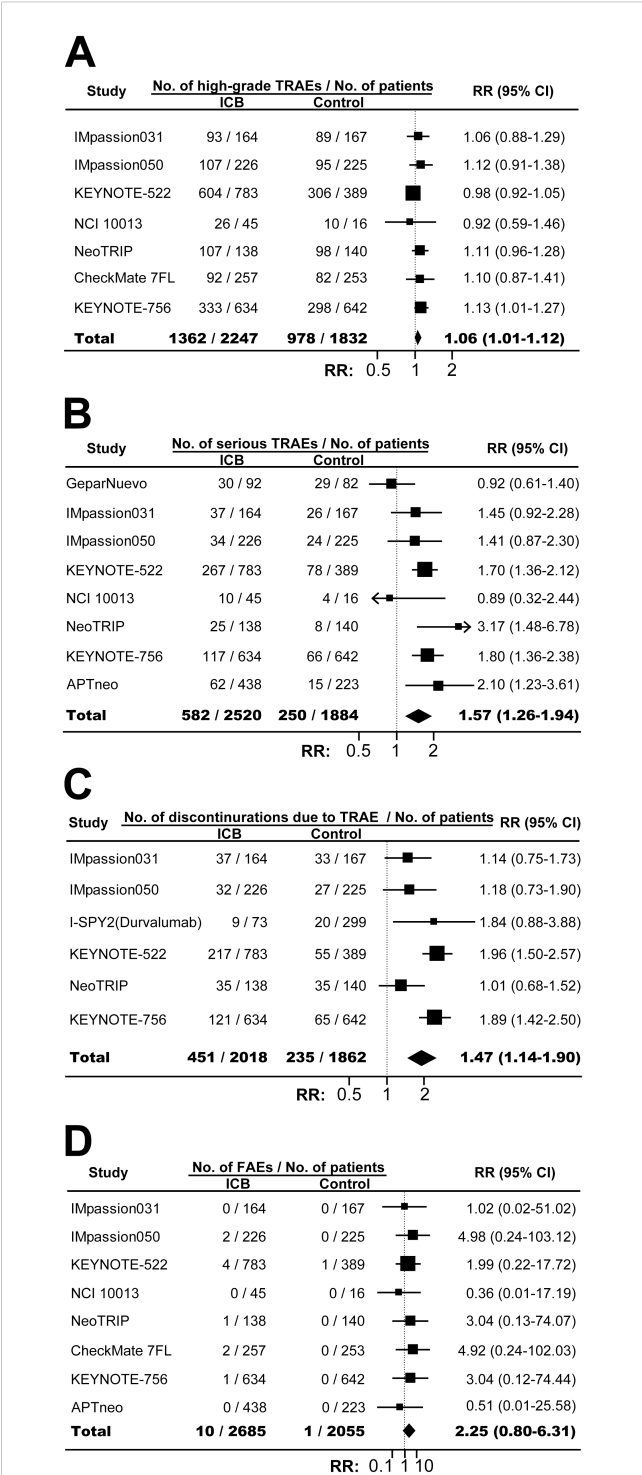 A
Study No. of high-grade TRAEs / No. of patients RR (95% CI)
ICB Control
IMpassion031 93 / 164 89 / 167 1.06 (0.88-1.29)
IMpassion050 107 / 226 95 / 225 1.12 (0.91-1.38)
KEYNOTE-522 604 / 783 306 / 389 0.98 (0.92-1.05)
NCI 10013 26 / 45 10 / 16 0.92 (0.59-1.46)
NeoTRIP 107 / 138 98 / 140 1.11 (0.96-1.28)
CheckMate 7FL 92 / 257 82 / 253 1.10 (0.87-1.41)
KEYNOTE-756 333 / 634 298 / 642 1.13 (1.01-1.27)
Total 1362 / 2247 978 / 1832 1.06 (1.01-1.12)
RR: 0.5 1 2
B
Study No. of serious TRAEs / No. of patients RR (95% CI)
ICB Control
GeparNuevo 30 / 92 29 / 82 0.92 (0.61-1.40)
IMpassion031 37 / 164 26 / 167 1.45 (0.92-2.28)
IMpassion050 34 / 226 24 / 225 1.41 (0.87-2.30)
KEYNOTE-522 267 / 783 78 / 389 1.70 (1.36-2.12)
NCI 10013 10 / 45 4 / 16 0.89 (0.32-2.44)
NeoTRIP 25 / 138 8 / 140 3.17 (1.48-6.78)
KEYNOTE-756 117 / 634 66 / 642 1.80 (1.36-2.38)
APTneo 62 / 438 15 / 223 2.10 (1.23-3.61)
Total 582 / 2520 250 / 1884 1.57 (1.26-1.94)
RR: 0.5 1 2
C
Study No. of discontinurations due to TRAE / No. of patients RR (95% CI)
ICB Control
IMpassion031 37 / 164 33 / 167 1.14 (0.75-1.73)
IMpassion050 32 / 226 27 / 225 1.18 (0.73-1.90)
I-SPY2(Durvalumab) 9 / 73 20 / 299 1.84 (0.88-3.88)
KEYNOTE-522 217 / 783 55 / 389 1.96 (1.50-2.57)
NeoTRIP 35 / 138 35 / 140 1.01 (0.68-1.52)
KEYNOTE-756 121 / 634 65 / 642 1.89 (1.42-2.50)
Total 451 / 2018 235 / 1862 1.47 (1.14-1.90)
RR: 0.5 1 2
D
Study No. of FAEs / No. of patients RR (95% CI)
ICB Control
IMpassion031 0 / 164 0 / 167 1.02 (0.02-51.02)
IMpassion050 2 / 226 0 / 225 4.98 (0.24-103.12)
KEYNOTE-522 4 / 783 1 / 389 1.99 (0.22-17.72)
NCI 10013 0 / 45 0 / 16 0.36 (0.01-17.19)
NeoTRIP 1 / 138 0 / 140 3.04 (0.13-74.07)
CheckMate 7FL 2 / 257 0 / 253 4.92 (0.24-102.03)
KEYNOTE-756 1 / 634 0 / 642 3.04 (0.12-74.44)
APTneo 0 / 438 0 / 223 0.51 (0.01-25.58)
Total 10 / 2685 1 / 2055 2.25 (0.80-6.31)
RR: 0.1 1 10